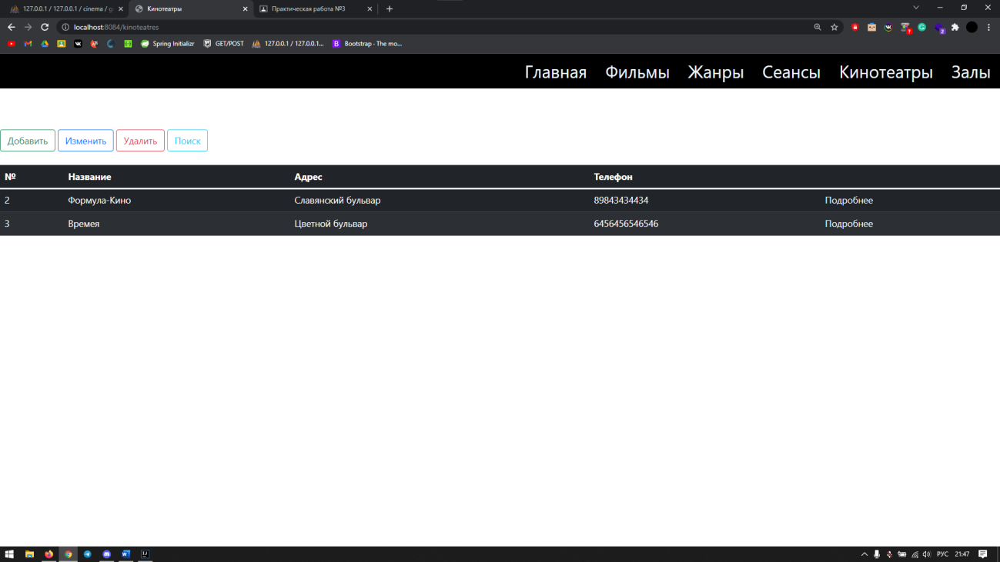 127.0.0.1 / 127.0.0.1 / cinema / g
Кинотеатры
Практическая работа №3
localhost:8084/kinoteatres
Spring Initializr GET/POST 127.0.0.1 / 127.0.0.1... Bootstrap - The mo...
Главная Фильмы Жанры Сеансы Кинотеатры Залы
Добавить Изменить Удалить Поиск
№ Название Адрес Телефон
2 Формула-Кино Славянский бульвар 89843434434 Подробнее
3 Времея Цветной бульвар 6456456546546 Подробнее
РУС 21:47